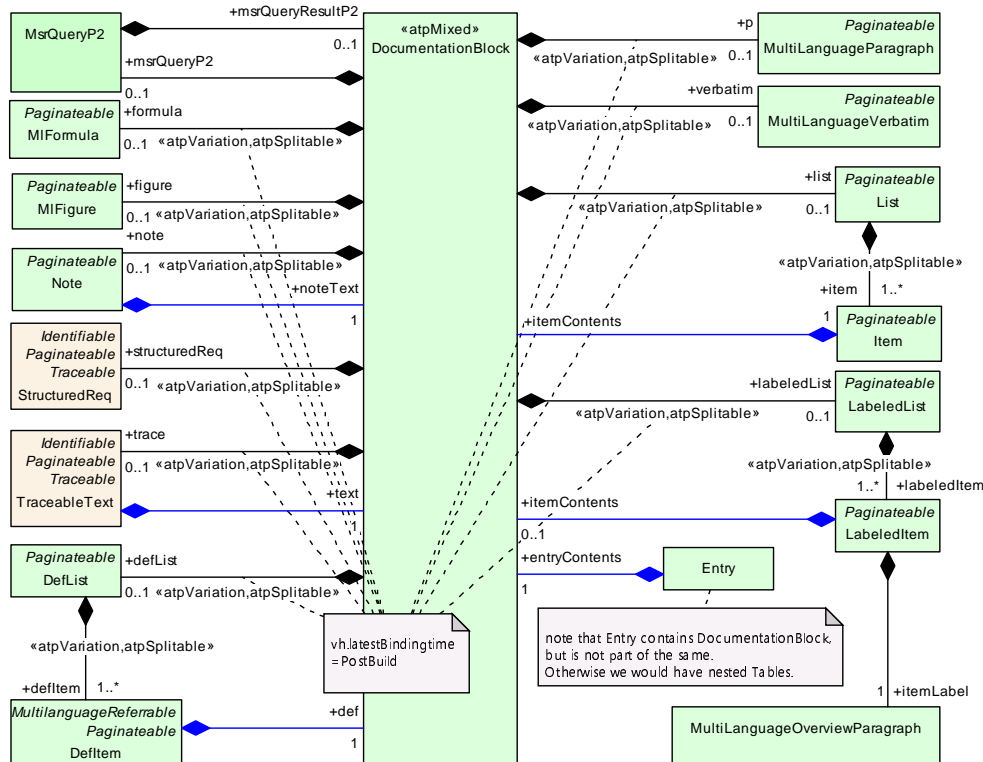 MsrQueryP2
+msrQueryResultP2
0..1
+msrQueryP2
0..1
Paginateable
MlFormula
+formula
0..1
«atpVariation,atpSplitable»
Paginateable
MlFigure
+figure
0..1
«atpVariation,atpSplitable»
Paginateable
Note
+note
0..1
«atpVariation,atpSplitable»
+noteText
1
Identifiable
Paginateable
Traceable
StructuredReq
+structuredReq
0..1
«atpVariation,atpSplitable»
Identifiable
Paginateable
Traceable
TraceableText
+trace
0..1
«atpVariation,atpSplitable»
+text
1
Paginateable
DefList
+defList
0..1
«atpVariation,atpSplitable»
«atpVariation,atpSplitable»
+defItem
1..*
MultilanguageReferrable
Paginateable
DefItem
+def
1
«atpMixed»
DocumentationBlock
vh.latestBindingtime
= PostBuild
+p
0..1
«atpVariation,atpSplitable»
Paginateable
MultiLanguageParagraph
+verbatim
0..1
«atpVariation,atpSplitable»
Paginateable
MultiLanguageVerbatim
+list
0..1
«atpVariation,atpSplitable»
Paginateable
List
«atpVariation,atpSplitable»
+item
1..*
+itemContents
1
Paginateable
Item
+labeledList
0..1
«atpVariation,atpSplitable»
Paginateable
LabeledList
«atpVariation,atpSplitable»
1..*
+labeledItem
+itemContents
0..1
Paginateable
LabeledItem
+entryContents
1
Entry
note that Entry contains DocumentationBlock,
but is not part of the same.
Otherwise we would have nested Tables.
1
+itemLabel
MultiLanguageOverviewParagraph